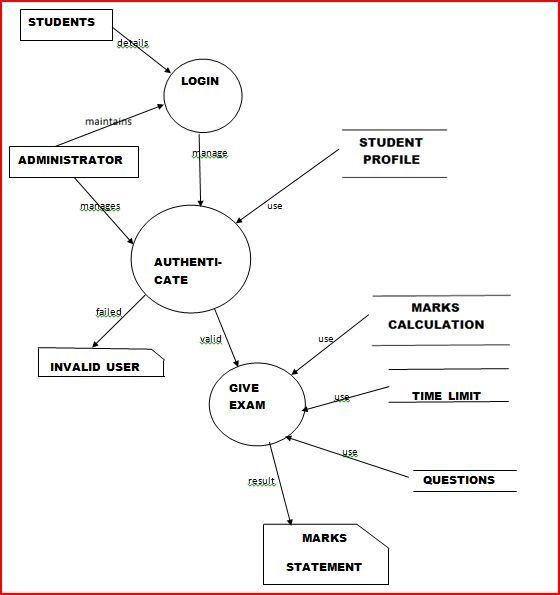 STUDENTS
details
LOGIN
maintains
ADMINISTRATOR
manage
STUDENT
PROFILE
manages
use
AUTHENTI-
CATE
failed
valid
INVALID USER
MARKS
CALCULATION
use
GIVE
EXAM
use
TIME LIMIT
use
QUESTIONS
result
MARKS
STATEMENT